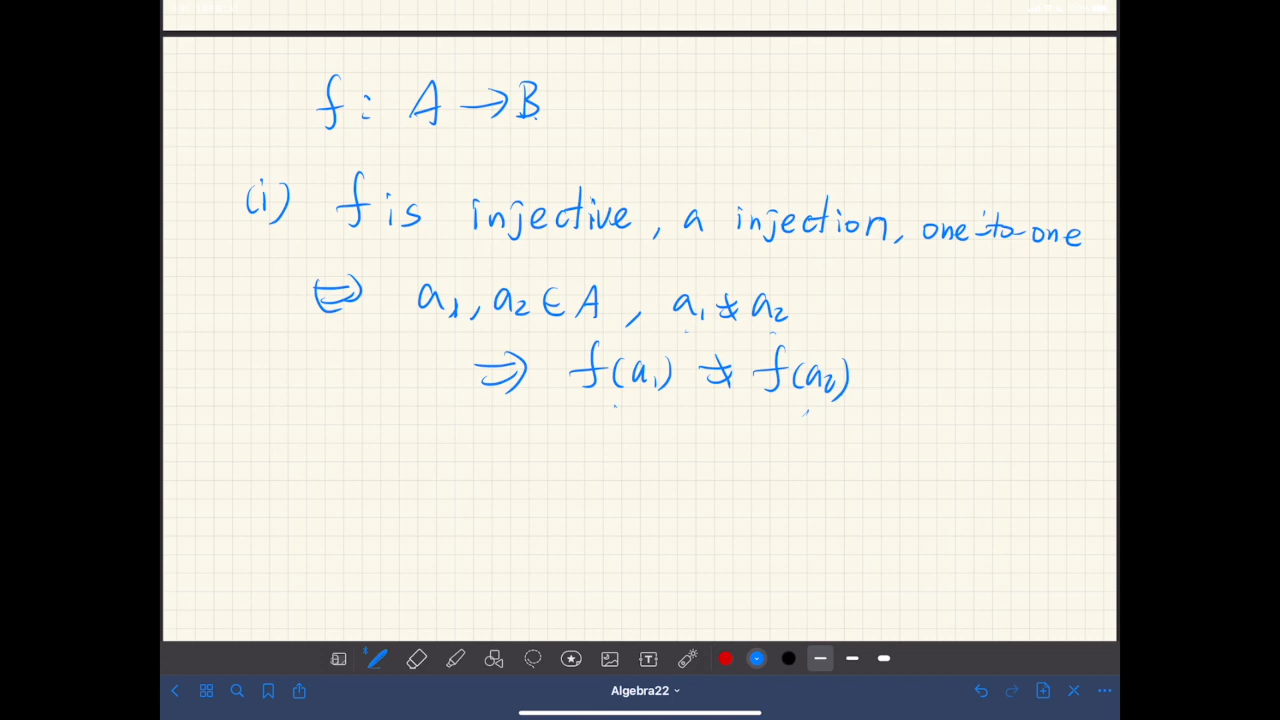 f : A → B
(i) f is injective, a injection, one-to-one
⇔ a₁, a₂ ∈ A, a₁ ≠ a₂
⇒ f(a₁) ≠ f(a₂)
Algebra22